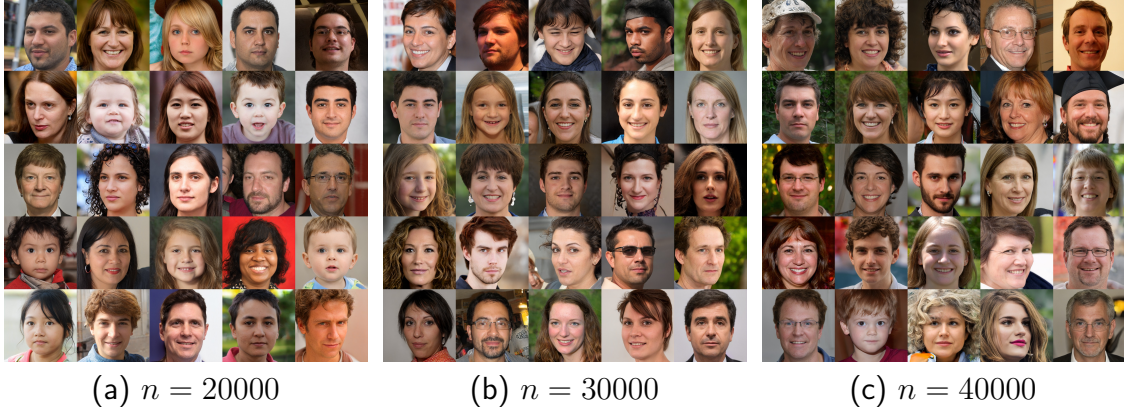 (a) n = 20000
(b) n = 30000
(c) n = 40000